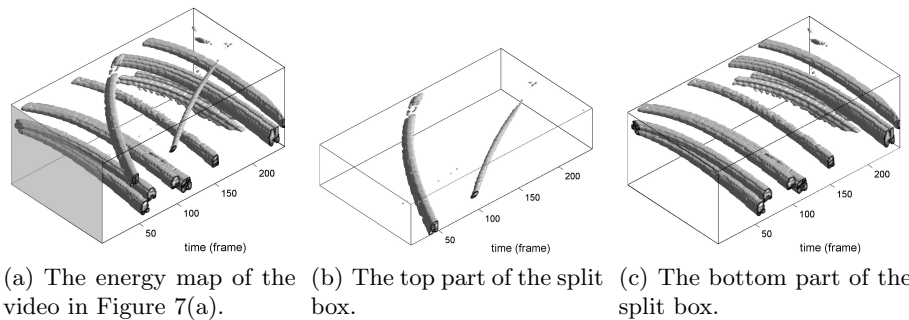 50
100
150
200
time (frame)
50
100
150
200
time (frame)
50
100
150
200
time (frame)
(a) The energy map of the
video in Figure 7(a).
(b) The top part of the split
box.
(c) The bottom part of the
split box.